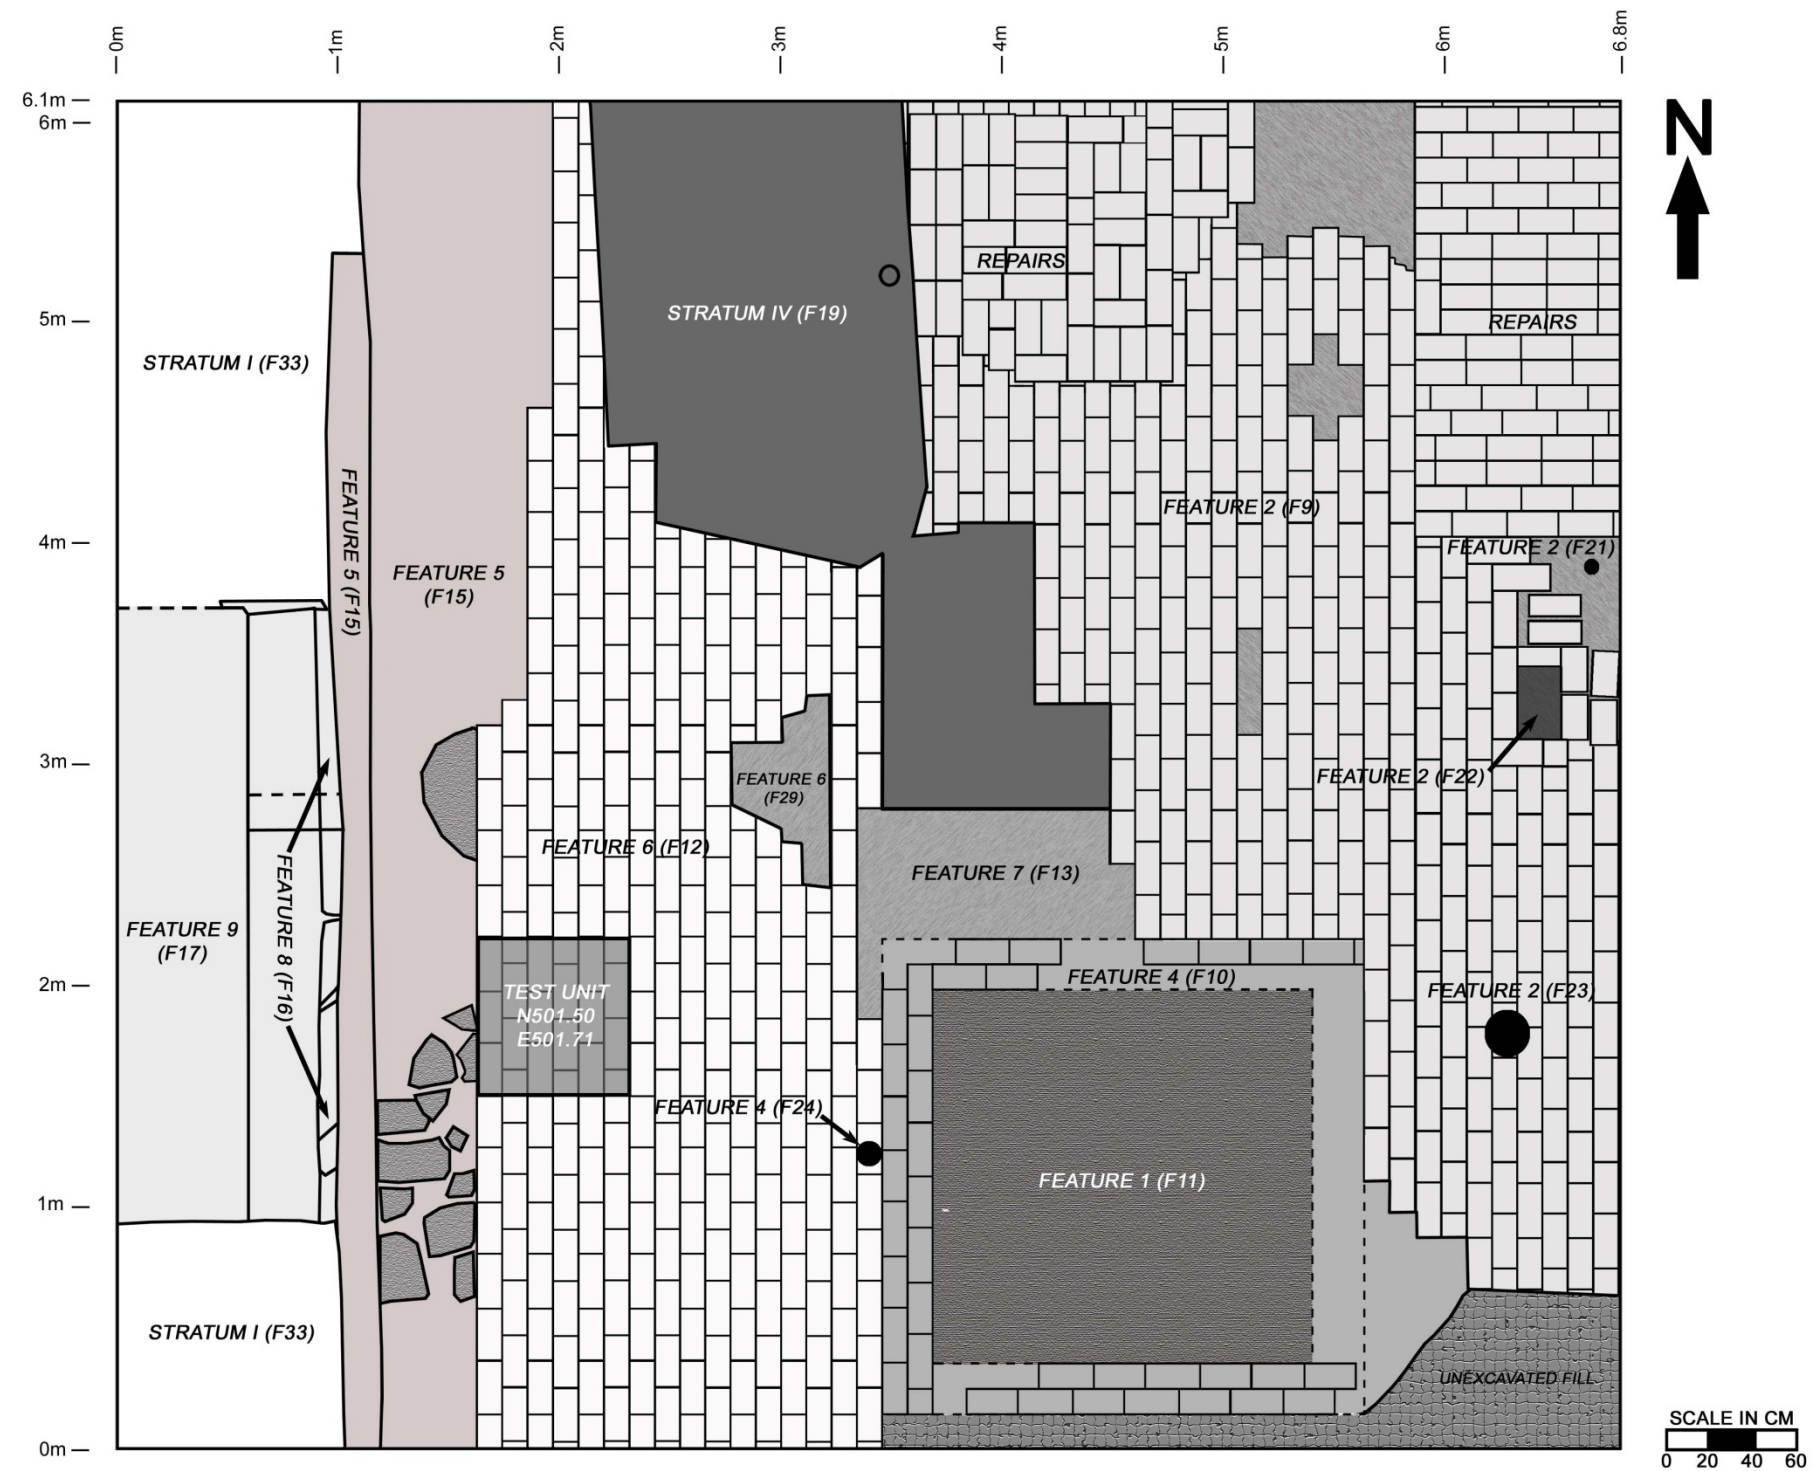 0m
1m
2m
3m
4m
5m
6m
6.8m
6.1m
6m
5m
4m
3m
2m
1m
0m
N
REPAIRS
STRATUM IV (F19)
REPAIRS
STRATUM I (F33)
FEATURE 5 (F15)
FEATURE 2 (F9)
FEATURE 2 (F21)
FEATURE 5
(F15)
FEATURE 6
(F29)
FEATURE 2 (F22)
FEATURE 6 (F12)
FEATURE 7 (F13)
FEATURE 9
(F17)
FEATURE 8 (F16)
FEATURE 4 (F10)
TEST UNIT
N501.50
E501.71
FEATURE 2 (F23)
FEATURE 4 (F24)
FEATURE 1 (F11)
STRATUM I (F33)
UNEXCAVATED FILL
SCALE IN CM
0 20 40 60